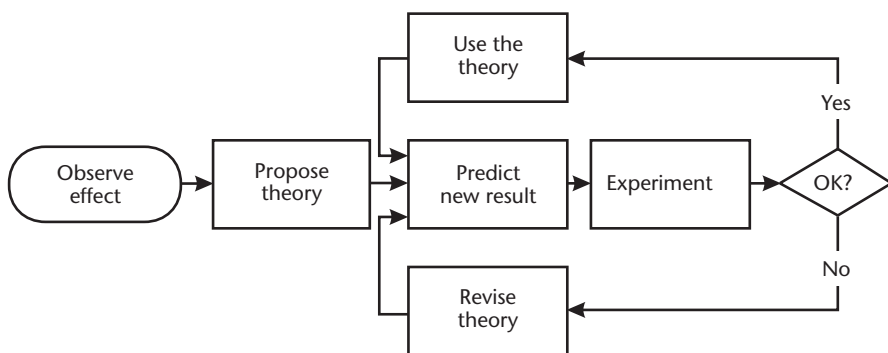 Use the
theory
Yes
Observe
effect
Propose
theory
Predict
new result
Experiment
OK?
No
Revise
theory